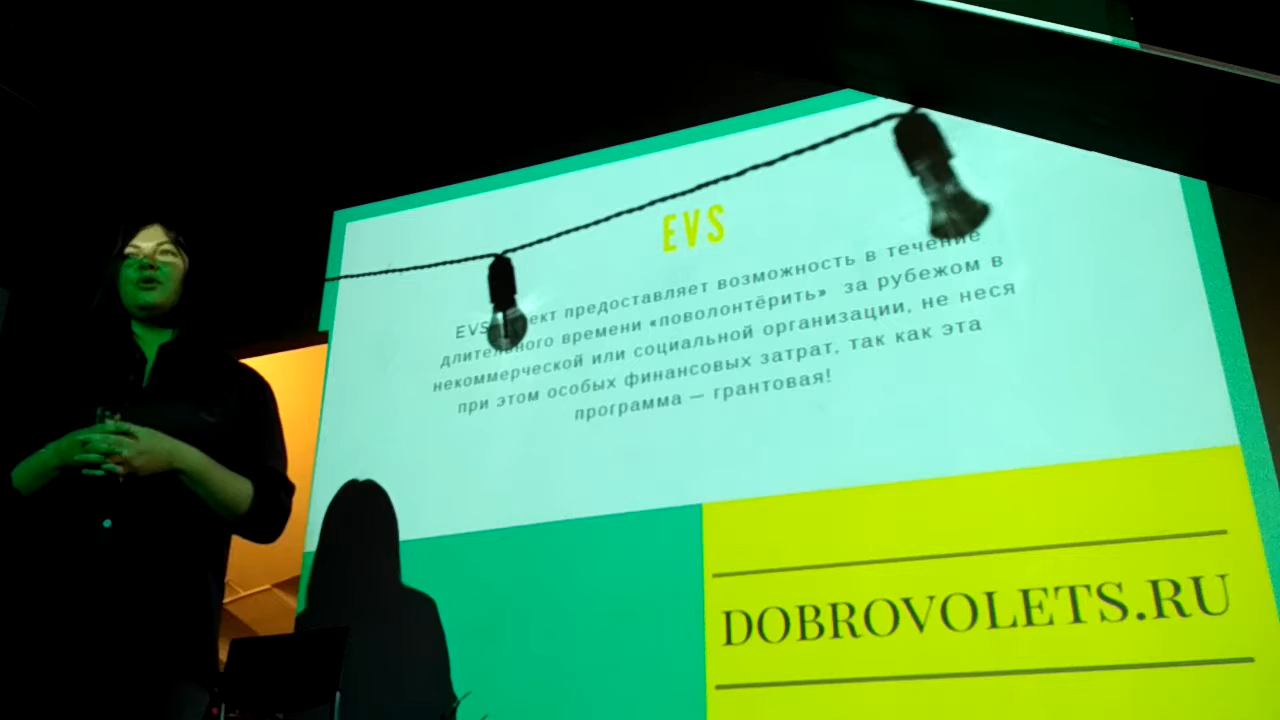 EVS
EVS предоставляет возможность в течение
длительного времени «поволонтёрить» за рубежом в
некоммерческой или социальной организации, не неся
при этом особых финансовых затрат, так как эта
программа — грантовая!
DOBROVOLETS.RU